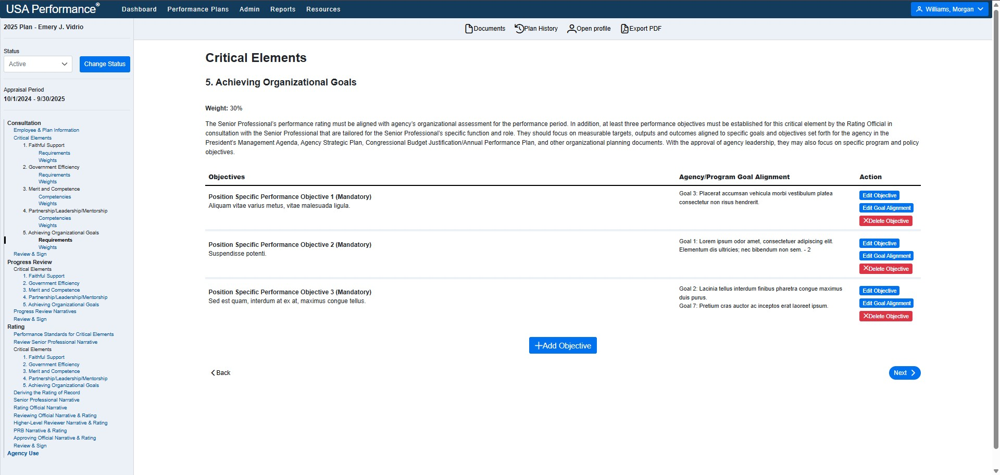 USA Performance®
Dashboard
Performance Plans
Admin
Reports
Resources
Williams, Morgan
2025 Plan - Emery J. Vidrio
Status
Active
Change Status
Appraisal Period
10/1/2024 - 9/30/2025
Consultation
Employee & Plan Information
Critical Elements
1. Faithful Support
Requirements
Weights
2. Government Efficiency
Requirements
Weights
3. Merit and Competence
Competencies
Weights
4. Partnership/Leadership/Mentorship
Competencies
Weights
5. Achieving Organizational Goals
Requirements
Weights
Review & Sign
Progress Review
Critical Elements
1. Faithful Support
2. Government Efficiency
3. Merit and Competence
4. Partnership/Leadership/Mentorship
5. Achieving Organizational Goals
Progress Review Narratives
Review & Sign
Rating
Performance Standards for Critical Elements
Review Senior Professional Narrative
Critical Elements
1. Faithful Support
2. Government Efficiency
3. Merit and Competence
4. Partnership/Leadership/Mentorship
5. Achieving Organizational Goals
Deriving the Rating of Record
Senior Professional Narrative
Rating Official Narrative
Reviewing Official Narrative & Rating
Higher-Level Reviewer Narrative & Rating
PRB Narrative & Rating
Approving Official Narrative & Rating
Review & Sign
Agency Use
Documents
Plan History
Open profile
Export PDF
Critical Elements
5. Achieving Organizational Goals
Weight: 30%
The Senior Professional's performance rating must be aligned with agency's organizational assessment for the performance period. In addition, at least three performance objectives must be established for this critical element by the Rating Official in
consultation with the Senior Professional that are tailored for the Senior Professional's specific function and role. They should focus on measurable targets, outputs and outcomes aligned to specific goals and objectives set forth for the agency in the
President's Management Agenda, Agency Strategic Plan, Congressional Budget Justification/Annual Performance Plan, and other organizational planning documents. With the approval of agency leadership, they may also focus on specific program and policy
objectives.
Objectives
Agency/Program Goal Alignment
Action
Position Specific Performance Objective 1 (Mandatory)
Aliquam vitae varius metus, vitae malesuada ligula.
Goal 3: Placerat accumsan vehicula morbi vestibulum platea
consectetur non risus hendrerit.
Edit Objective
Edit Goal Alignment
Delete Objective
Position Specific Performance Objective 2 (Mandatory)
Suspendisse potenti.
Goal 1: Lorem ipsum odor amet, consectetuer adipiscing elit.
Elementum dis ultricies; nec bibendum non sem. - 2
Edit Objective
Edit Goal Alignment
Delete Objective
Position Specific Performance Objective 3 (Mandatory)
Sed est quam, interdum at ex at, maximus congue tellus.
Goal 2: Lacinia tellus interdum finibus pharetra congue maximus
duis purus.
Goal 7: Pretium cras auctor ac inceptos erat laoreet ipsum.
Edit Objective
Edit Goal Alignment
Delete Objective
Add Objective
Back
Next